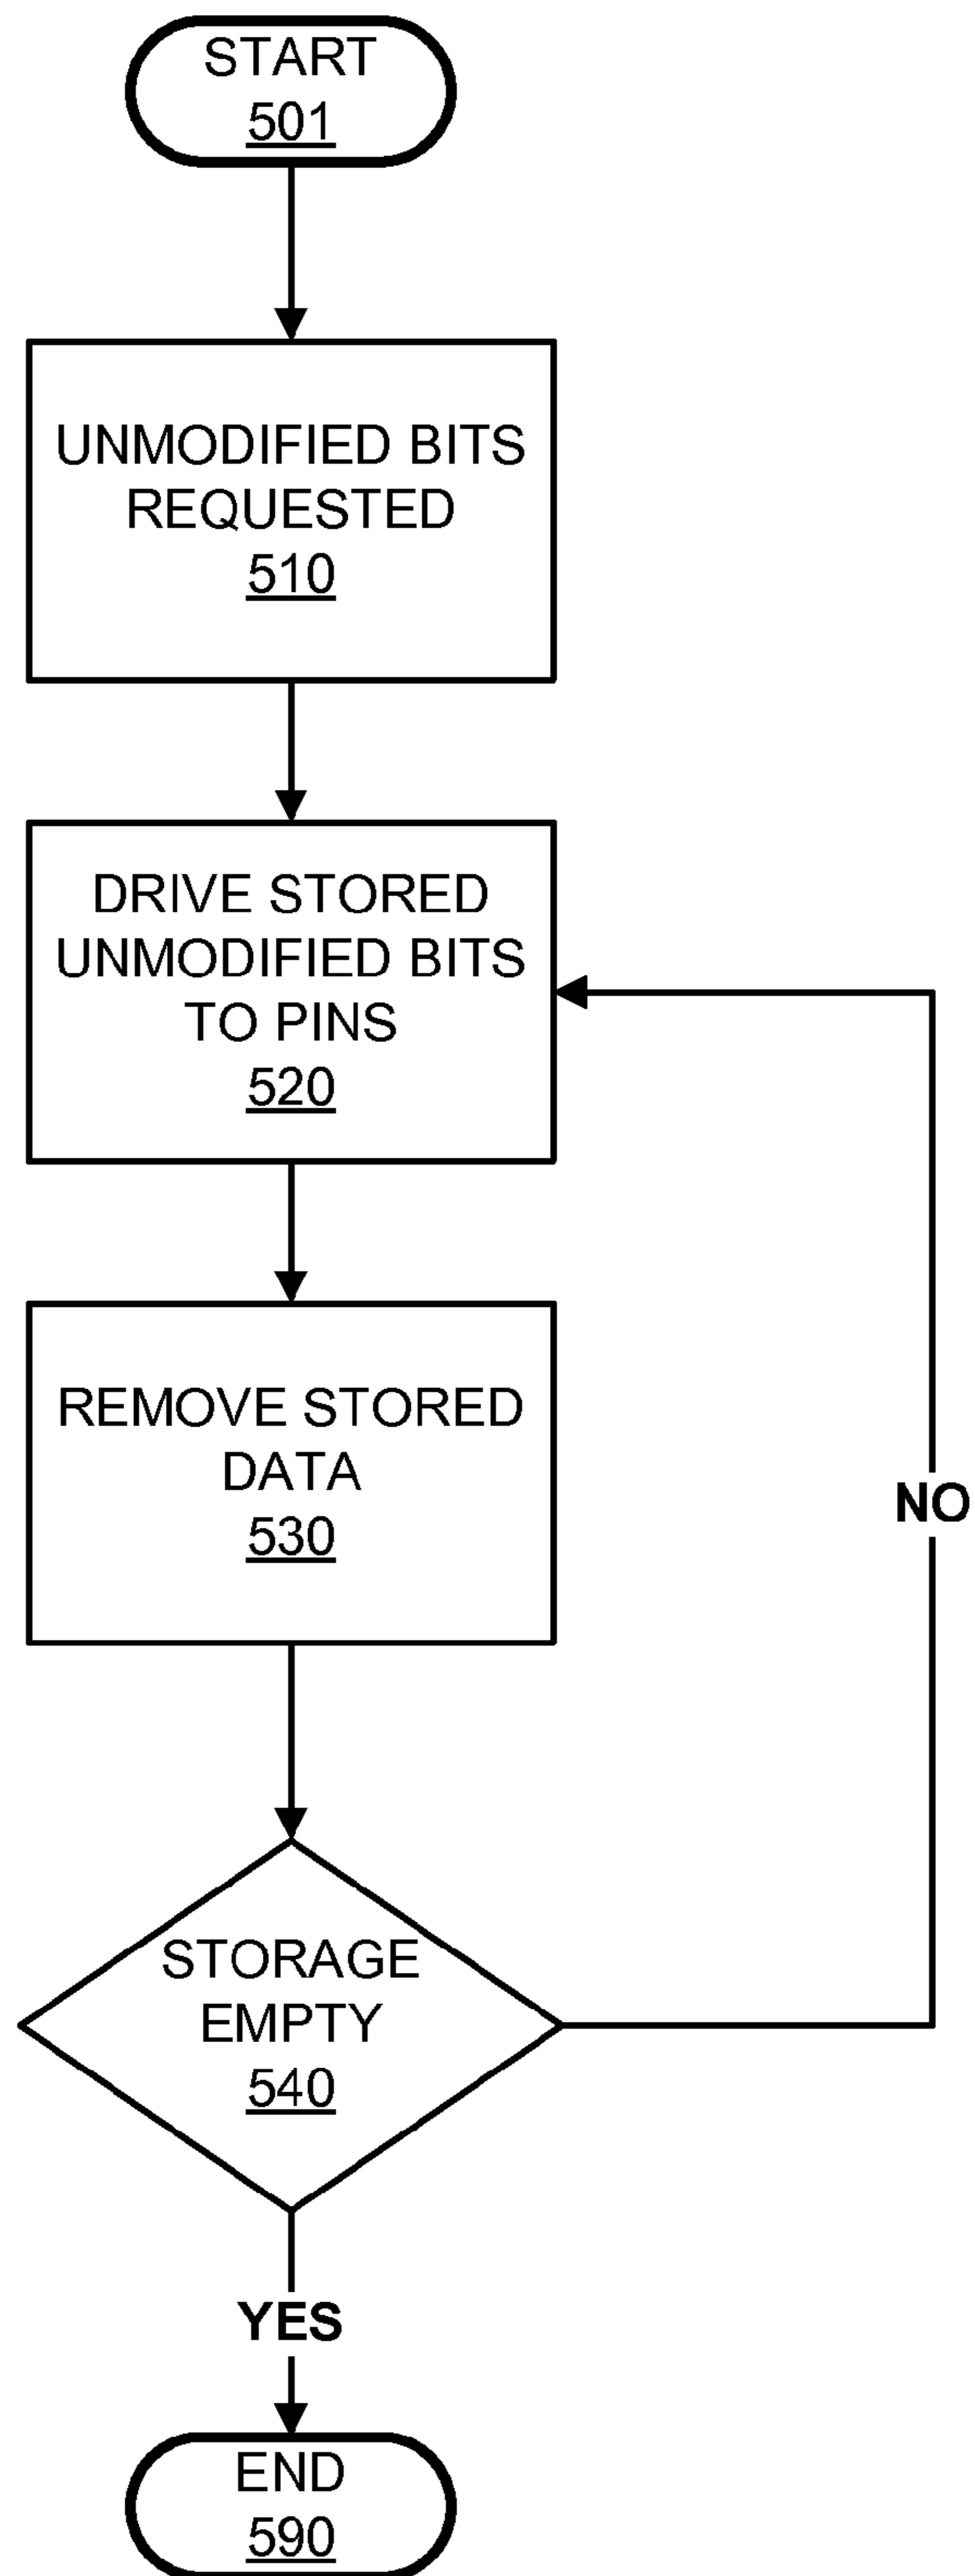 START
501
UNMODIFIED BITS
REQUESTED
510
DRIVE STORED
UNMODIFIED BITS
TO PINS
520
REMOVE STORED
DATA
530
NO
STORAGE
EMPTY
540
YES
END
590